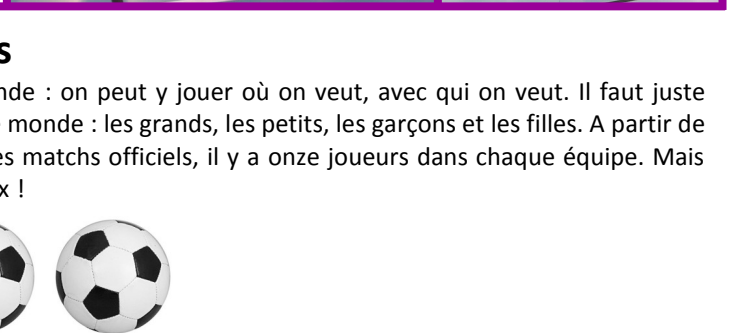 s
nde : on peut y jouer où on veut, avec qui on veut. Il faut juste
monde : les grands, les petits, les garçons et les filles. A partir de
es matchs officiels, il y a onze joueurs dans chaque équipe. Mais
x !